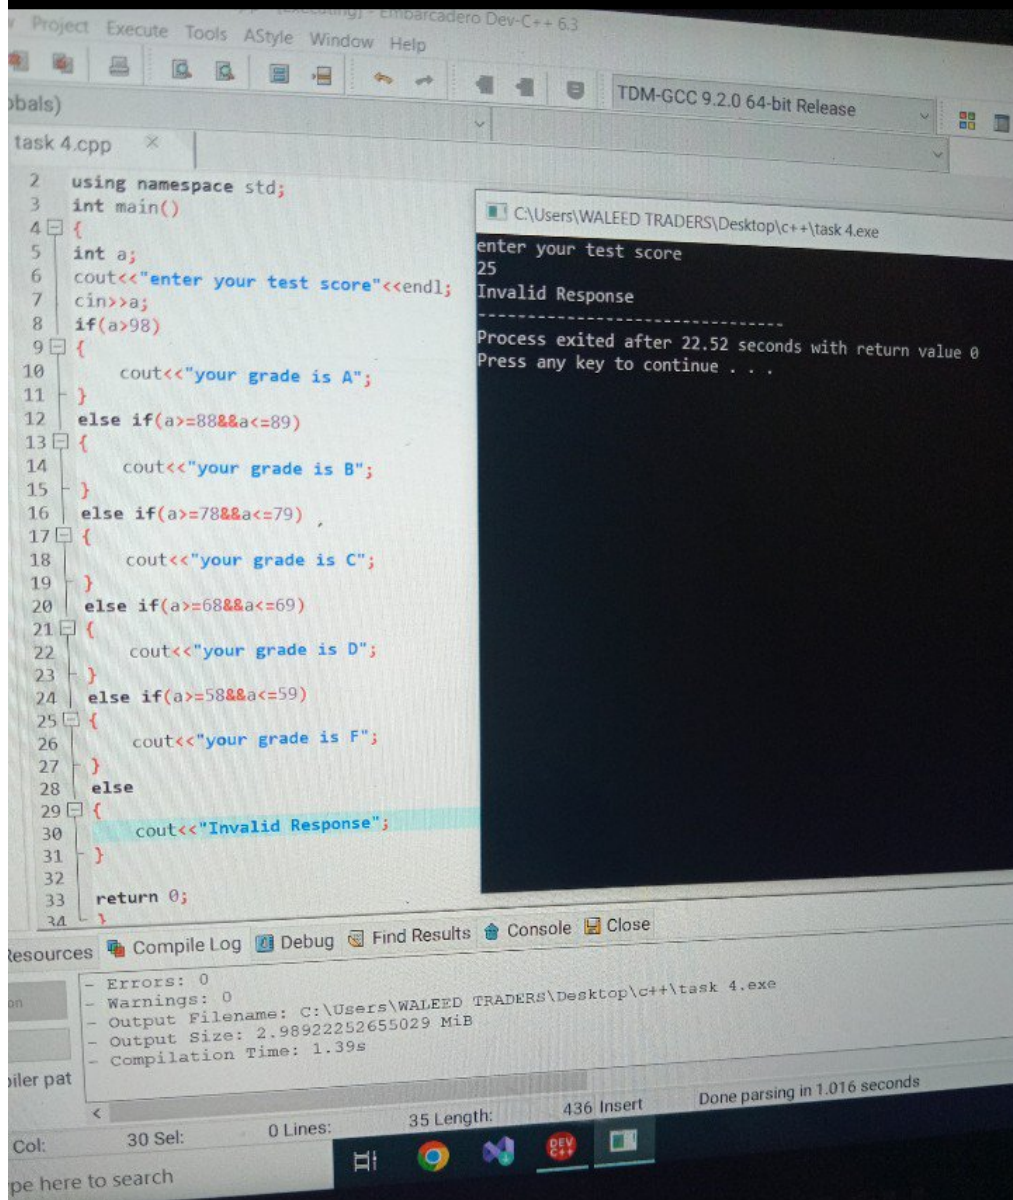 Embarcadero Dev-C++ 6.3
Project Execute Tools AStyle Window Help
TDM-GCC 9.2.0 64-bit Release
task 4.cpp
2 using namespace std;
3 int main()
4 {
5 int a;
6 cout<<"enter your test score"<<endl;
7 cin>>a;
8 if(a>98)
9 {
10 cout<<"your grade is A";
11 }
12 else if(a>=88&&a<=89)
13 {
14 cout<<"your grade is B";
15 }
16 else if(a>=78&&a<=79)
17 {
18 cout<<"your grade is C";
19 }
20 else if(a>=68&&a<=69)
21 {
22 cout<<"your grade is D";
23 }
24 else if(a>=58&&a<=59)
25 {
26 cout<<"your grade is F";
27 }
28 else
29 {
30 cout<<"Invalid Response";
31 }
32
33 return 0;
34 }
C:\Users\WALEED TRADERS\Desktop\c++\task 4.exe
enter your test score
25
Invalid Response
--------------------------------
Process exited after 22.52 seconds with return value 0
Press any key to continue . . .
Compile Log Debug Find Results Console Close
- Errors: 0
- Warnings: 0
- Output Filename: C:\Users\WALEED TRADERS\Desktop\c++\task 4.exe
- Output Size: 2.98922252655029 MiB
- Compilation Time: 1.39s
Col: 30 Sel: 0 Lines: 35 Length: 436 Insert Done parsing in 1.016 seconds
here to search
DEV C++